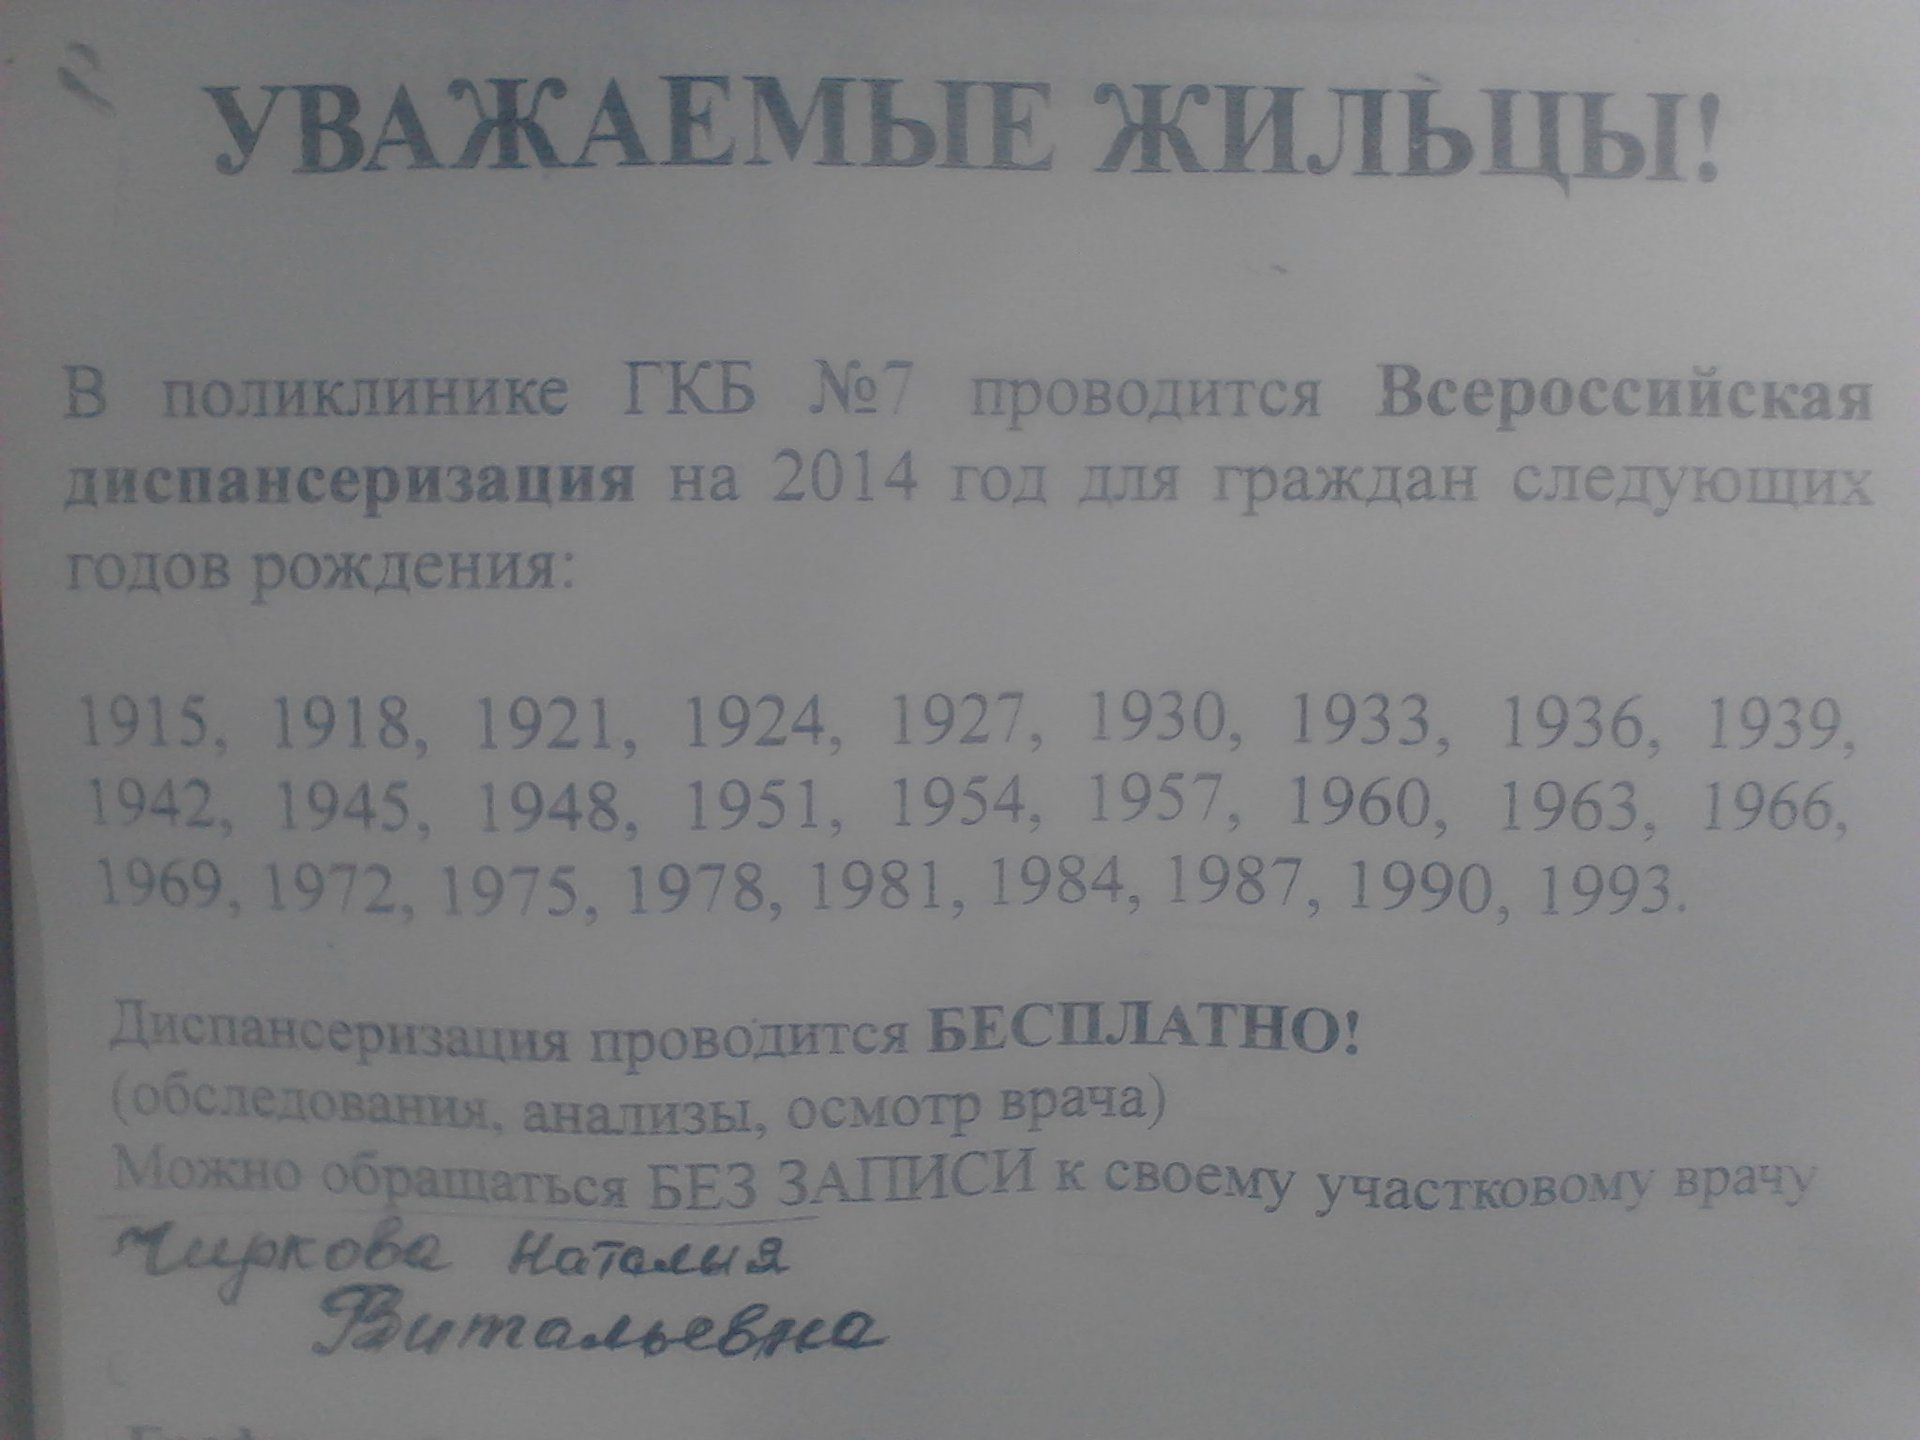 УВАЖАЕМЫЕ ЖИЛЬЦЫ!
В поликлинике ГКБ №7 проводится Всероссийская
диспансеризация на 2014 год для граждан следующих
годов рождения:
1915, 1918, 1921, 1924, 1927, 1930, 1933, 1936, 1939,
1942, 1945, 1948, 1951, 1954, 1957, 1960, 1963, 1966,
1969, 1972, 1975, 1978, 1981, 1984, 1987, 1990, 1993.
Диспансеризация проводится БЕСПЛАТНО!
(обследования, анализы, осмотр врача)
Можно обращаться БЕЗ ЗАПИСИ к своему участковому врачу
Чиркова Наталия
Витальевна